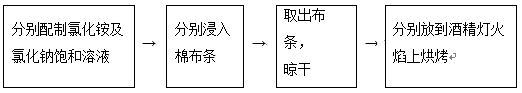 分别配制氯化铵及
氯化钠饱和溶液
→
分别浸入
棉布条
→
取出布
条，
晾干
→
分别放到酒精灯火
焰上烘烤